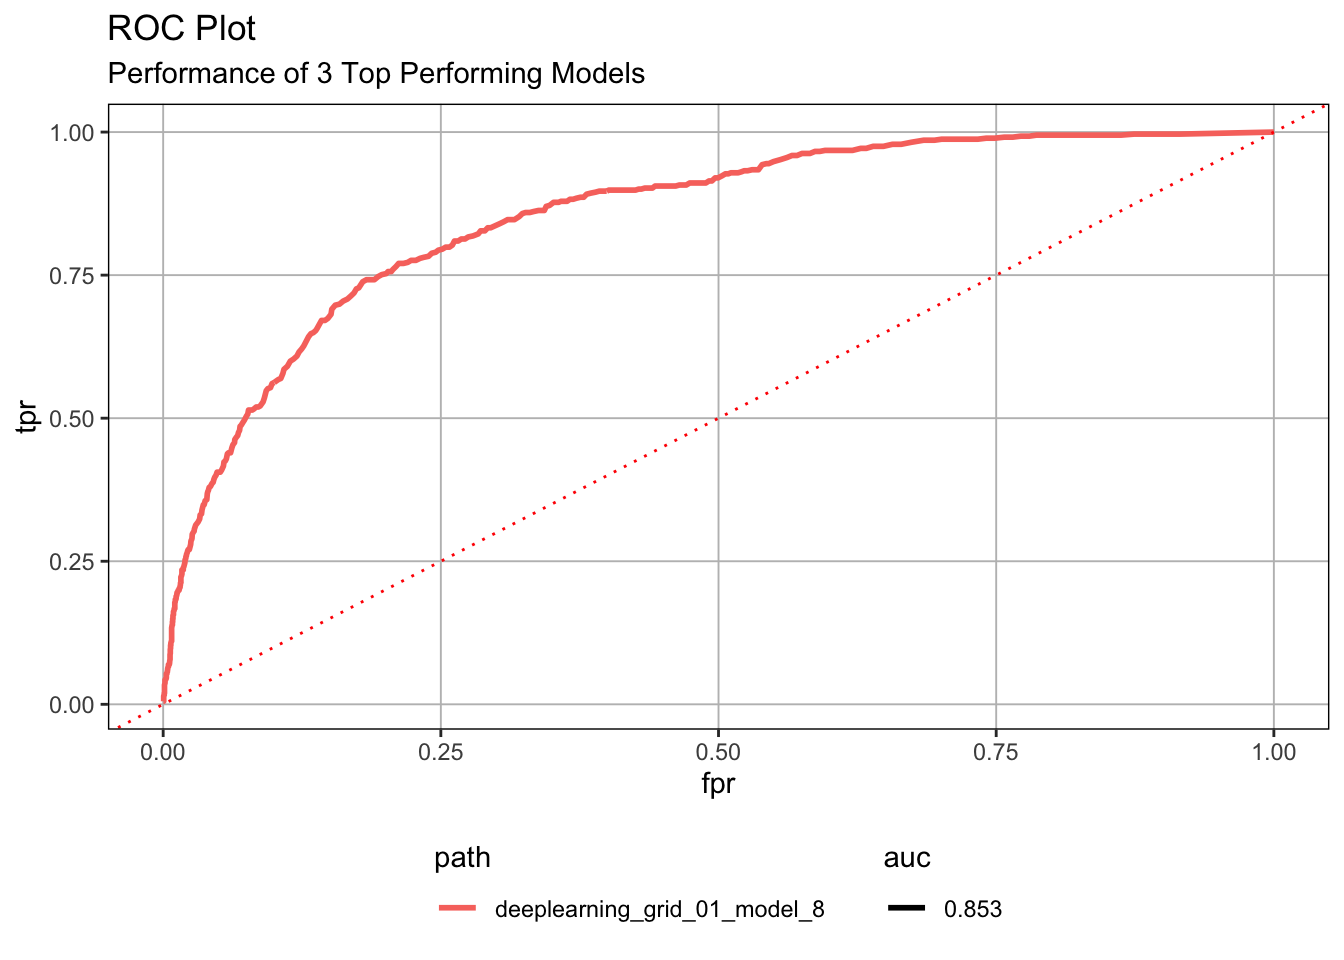 ROC Plot
Performance of 3 Top Performing Models
1.00
0.75
0.50
0.25
0.00
tpr
0.00 0.25 0.50 0.75 1.00
fpr
path auc
deeplearning_grid_01_model_8 0.853